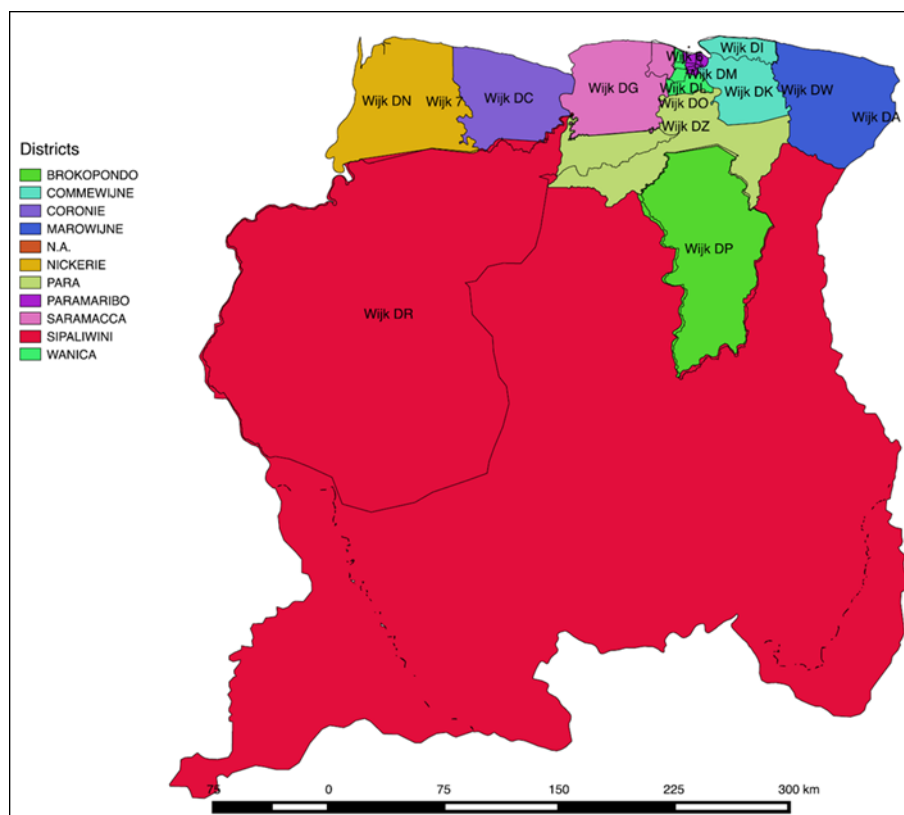 Wijk DI
Wijk B
Wijk DN
Wijk 7
Wijk DC
Wijk DG
Wijk DM
Wijk DL
Wijk DK
Wijk DW
Wijk DO
Wijk DA
Wijk DZ
Districts
BROKOPONDO
COMMEWIJNE
CORONIE
MAROWIJNE
N.A.
NICKERIE
PARA
PARAMARIBO
SARAMACCA
SIPALIWINI
WANICA
Wijk DP
Wijk DR
75 0 75 150 225 300 km